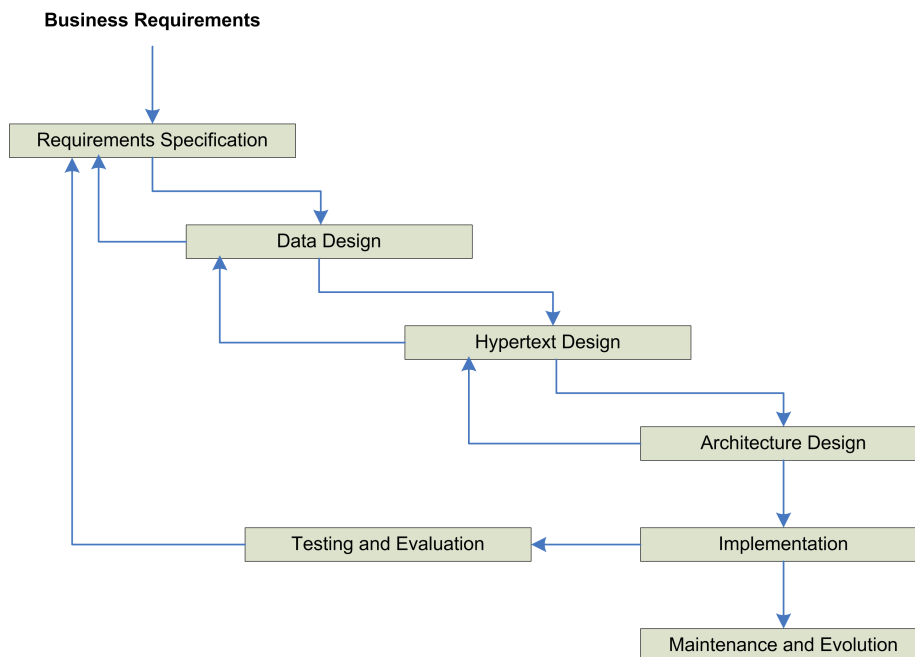 Business Requirements
Requirements Specification
Data Design
Hypertext Design
Architecture Design
Testing and Evaluation
Implementation
Maintenance and Evolution